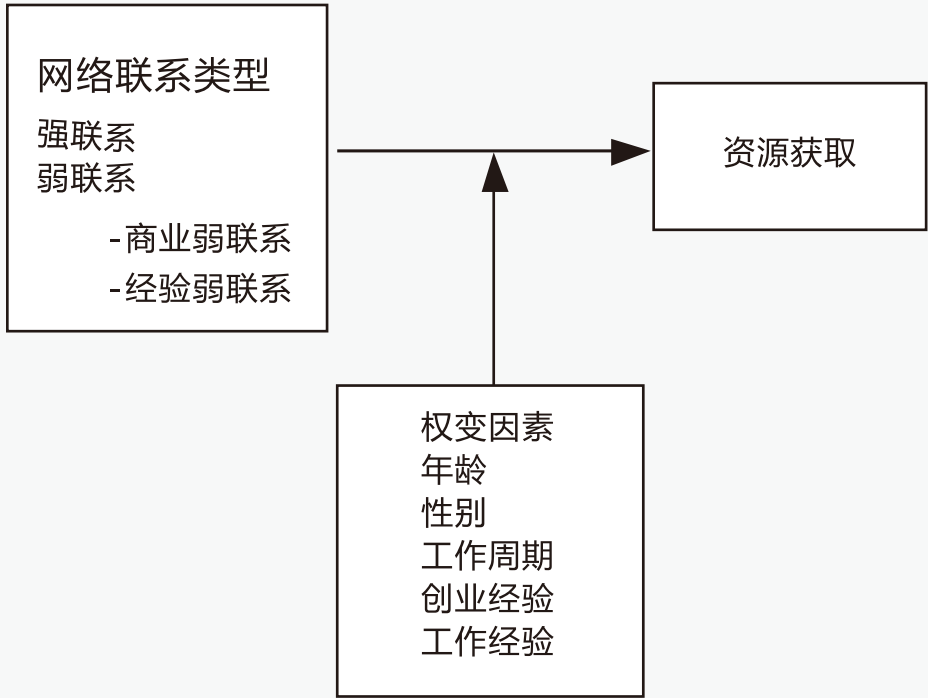 网络联系类型
强联系
弱联系
-商业弱联系
-经验弱联系
资源获取
权变因素
年龄
性别
工作周期
创业经验
工作经验